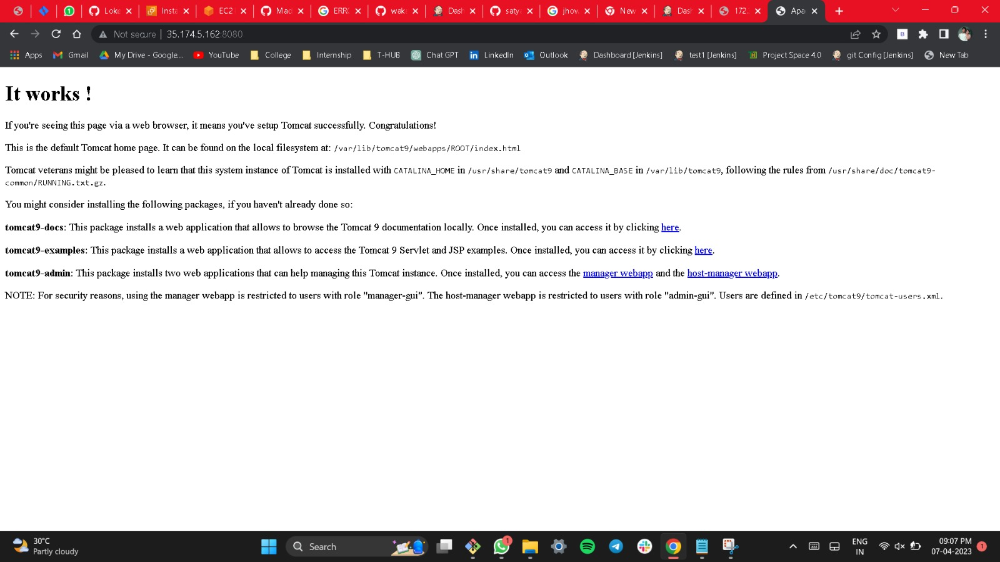 Loke
Insta
EC2
Mad
ERRC
waka
Dash
saty
jhow
New
Dash
172.
Apa
Not secure | 35.174.5.162:8080
Apps
Gmail
My Drive - Google...
YouTube
College
Internship
T-HUB
Chat GPT
LinkedIn
Outlook
Dashboard [Jenkins]
test1 [Jenkins]
Project Space 4.0
git Config [Jenkins]
New Tab
It works !
If you're seeing this page via a web browser, it means you've setup Tomcat successfully. Congratulations!
This is the default Tomcat home page. It can be found on the local filesystem at: /var/lib/tomcat9/webapps/ROOT/index.html
Tomcat veterans might be pleased to learn that this system instance of Tomcat is installed with CATALINA_HOME in /usr/share/tomcat9 and CATALINA_BASE in /var/lib/tomcat9, following the rules from /usr/share/doc/tomcat9-
common/RUNNING.txt.gz.
You might consider installing the following packages, if you haven't already done so:
tomcat9-docs: This package installs a web application that allows to browse the Tomcat 9 documentation locally. Once installed, you can access it by clicking here.
tomcat9-examples: This package installs a web application that allows to access the Tomcat 9 Servlet and JSP examples. Once installed, you can access it by clicking here.
tomcat9-admin: This package installs two web applications that can help managing this Tomcat instance. Once installed, you can access the manager webapp and the host-manager webapp.
NOTE: For security reasons, using the manager webapp is restricted to users with role "manager-gui". The host-manager webapp is restricted to users with role "admin-gui". Users are defined in /etc/tomcat9/tomcat-users.xml.
30°C
Partly cloudy
Search
1
ENG
IN
09:07 PM
07-04-2023
1